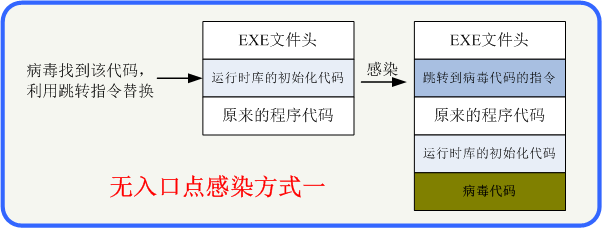 病毒找到该代码，
利用跳转指令替换
EXE文件头
运行时库的初始化代码
原来的程序代码
感染
EXE文件头
跳转到病毒代码的指令
原来的程序代码
运行时库的初始化代码
病毒代码
无入口点感染方式一